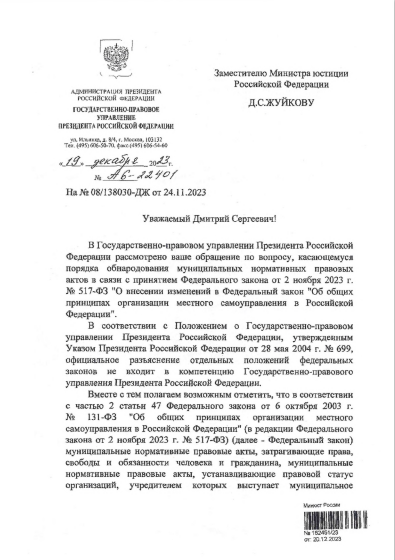 АДМИНИСТРАЦИЯ ПРЕЗИДЕНТА
РОССИЙСКОЙ ФЕДЕРАЦИИ
ГОСУДАРСТВЕННО-ПРАВОВОЕ
УПРАВЛЕНИЕ
ПРЕЗИДЕНТА РОССИЙСКОЙ ФЕДЕРАЦИИ
ул. Ильинка, д. 8/4, г. Москва, 103132
Тел. (495) 606-50-70, факс (495) 606-54-60
«19» декабря 2023 г.
№ А6-22401
Заместителю Министра юстиции
Российской Федерации
Д.С.ЖУЙКОВУ
На № 08/138030-ДЖ от 24.11.2023
Уважаемый Дмитрий Сергеевич!
В Государственно-правовом управлении Президента Российской
Федерации рассмотрено ваше обращение по вопросу, касающемуся
порядка обнародования муниципальных нормативных правовых
актов в связи с принятием Федерального закона от 2 ноября 2023 г.
№ 517-ФЗ "О внесении изменений в Федеральный закон "Об общих
принципах организации местного самоуправления в Российской
Федерации".
В соответствии с Положением о Государственно-правовом
управлении Президента Российской Федерации, утвержденным
Указом Президента Российской Федерации от 28 мая 2004 г. № 699,
официальное разъяснение отдельных положений федеральных
законов не входит в компетенцию Государственно-правового
управления Президента Российской Федерации.
Вместе с тем полагаем возможным отметить, что в соответствии
с частью 2 статьи 47 Федерального закона от 6 октября 2003 г.
№ 131-ФЗ "Об общих принципах организации местного
самоуправления в Российской Федерации" (в редакции Федерального
закона от 2 ноября 2023 г. № 517-ФЗ) (далее - Федеральный закон)
муниципальные нормативные правовые акты, затрагивающие права,
свободы и обязанности человека и гражданина, муниципальные
нормативные правовые акты, устанавливающие правовой статус
организаций, учредителем которых выступает муниципальное
Минюст России
№ 162451/23
от: 20.12.2023